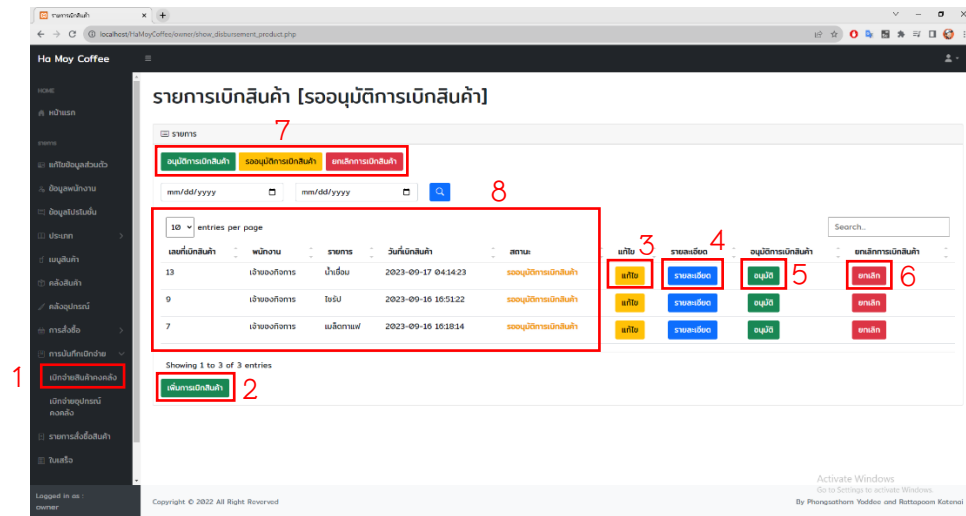 รายการเบิกสินค้า
localhost/HaMoyCoffee/owner/show_disbursement_product.php
Ha Moy Coffee
HOME
หน้าแรก
รายการ
แก้ไขข้อมูลส่วนตัว
ข้อมูลพนักงาน
ข้อมูลโปรโมชั่น
ประเภท
เมนูสินค้า
คลังสินค้า
คลังอุปกรณ์
การสั่งซื้อ
การบันทึกเบิกจ่าย
1 เบิกจ่ายสินค้าคงคลัง
เบิกจ่ายอุปกรณ์
คงคลัง
รายการสั่งซื้อสินค้า
ใบเสร็จ
Logged in as :
owner
รายการเบิกสินค้า [รออนุมัติการเบิกสินค้า]
รายการ
7
อนุมัติการเบิกสินค้า รออนุมัติการเบิกสินค้า ยกเลิกการเบิกสินค้า
mm/dd/yyyy mm/dd/yyyy 8
10 entries per page Search..
เลขที่เบิกสินค้า พนักงาน รายการ วันที่เบิกสินค้า สถานะ แก้ไข 3 รายละเอียด 4 อนุมัติการเบิกสินค้า ยกเลิกการเบิกสินค้า
13 เจ้าของกิจการ น้ำเชื่อม 2023-09-17 04:14:23 รออนุมัติการเบิกสินค้า แก้ไข รายละเอียด อนุมัติ 5 ยกเลิก 6
9 เจ้าของกิจการ ไซรัป 2023-09-16 16:51:22 รออนุมัติการเบิกสินค้า แก้ไข รายละเอียด อนุมัติ ยกเลิก
7 เจ้าของกิจการ เมล็ดกาแฟ 2023-09-16 16:18:14 รออนุมัติการเบิกสินค้า แก้ไข รายละเอียด อนุมัติ ยกเลิก
Showing 1 to 3 of 3 entries
เพิ่มการเบิกสินค้า 2
Activate Windows
Go to Settings to activate Windows.
Copyright © 2022 All Right Reverved By Phongsathorn Yoddee and Rattapoom Katenoi